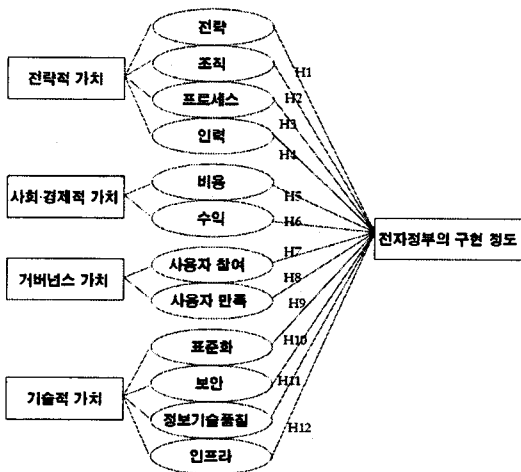 전략
조직
프로세스
인력
전략적 가치
비용
수익
사회·경제적 가치
사용자 참여
사용자 만족
거버넌스 가치
표준화
보안
정보기술품질
인프라
기술적 가치
H1
H2
H3
H4
H5
H6
H7
H8
H9
H10
H11
H12
전자정부의 구현 정도